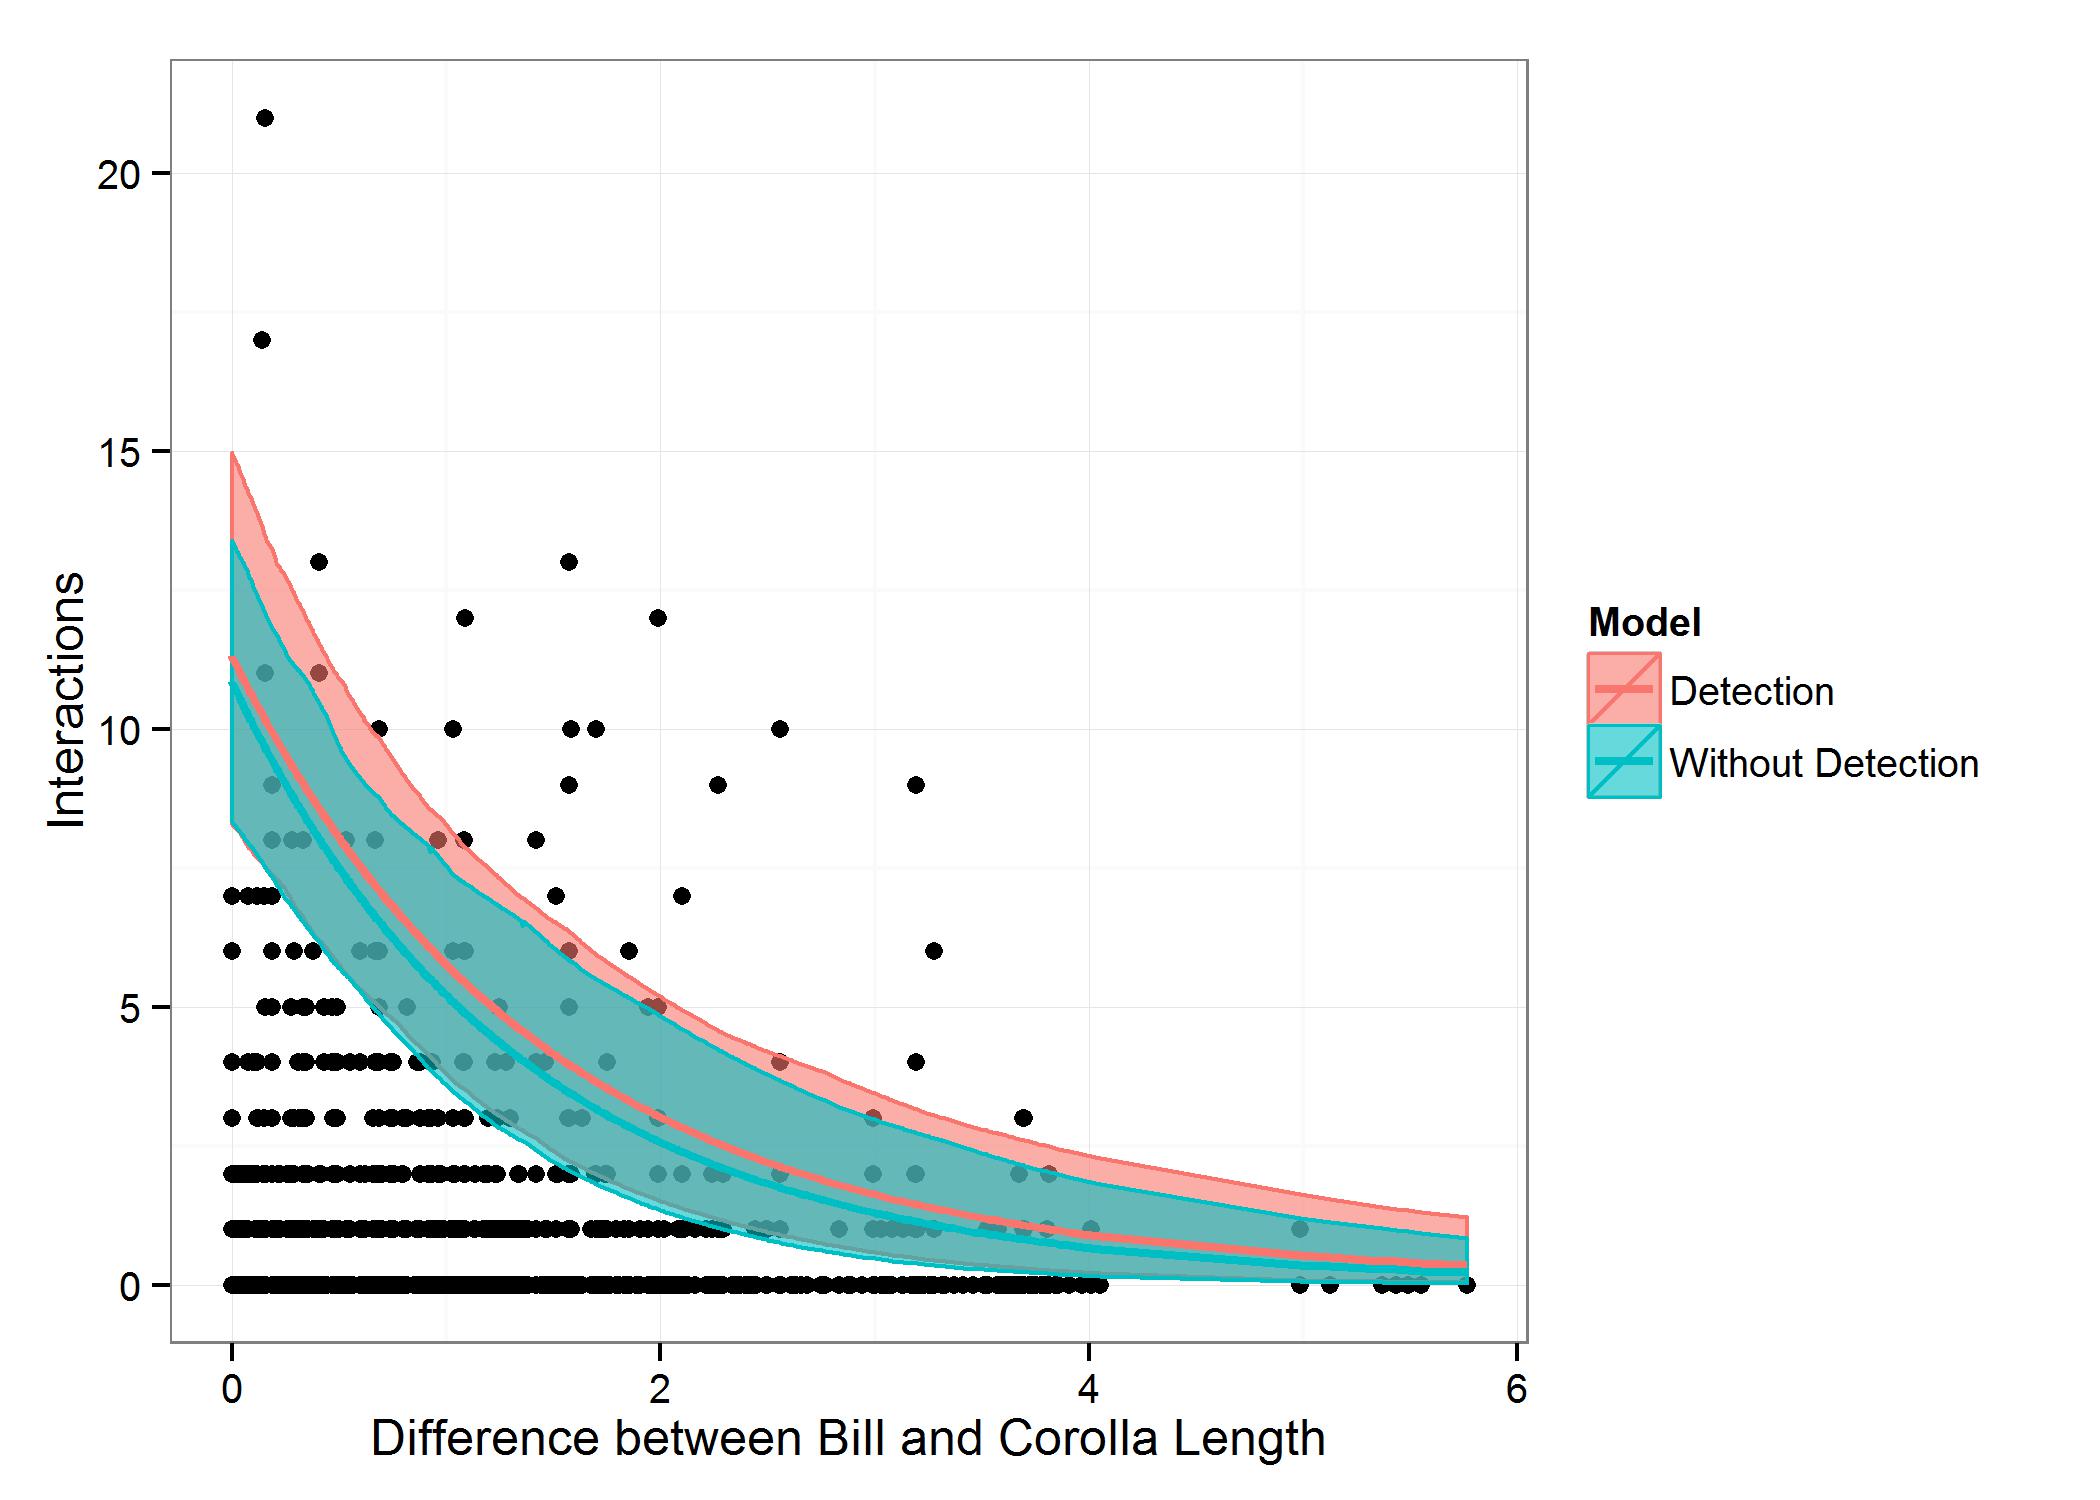 20
15
10
5
0
0 2 4 6
Interactions
Difference between Bill and Corolla Length
Model
Detection
Without Detection